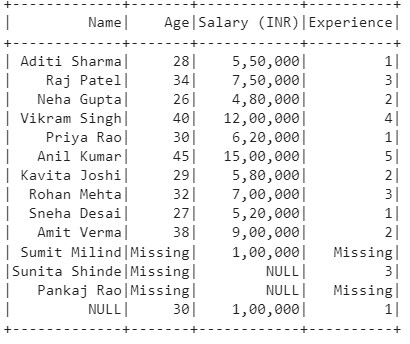 +-------------+-------+------------+----------+
|         Name|    Age|Salary (INR)|Experience|
+-------------+-------+------------+----------+
| Aditi Sharma|     28|    5,50,000|         1|
|    Raj Patel|     34|    7,50,000|         3|
|   Neha Gupta|     26|    4,80,000|         2|
| Vikram Singh|     40|   12,00,000|         4|
|    Priya Rao|     30|    6,20,000|         1|
|   Anil Kumar|     45|   15,00,000|         5|
| Kavita Joshi|     29|    5,80,000|         2|
|  Rohan Mehta|     32|    7,00,000|         3|
|  Sneha Desai|     27|    5,20,000|         1|
|   Amit Verma|     38|    9,00,000|         2|
| Sumit Milind|Missing|    1,00,000|   Missing|
|Sunita Shinde|Missing|        NULL|         3|
|   Pankaj Rao|Missing|        NULL|   Missing|
|         NULL|     30|    1,00,000|         1|
+-------------+-------+------------+----------+